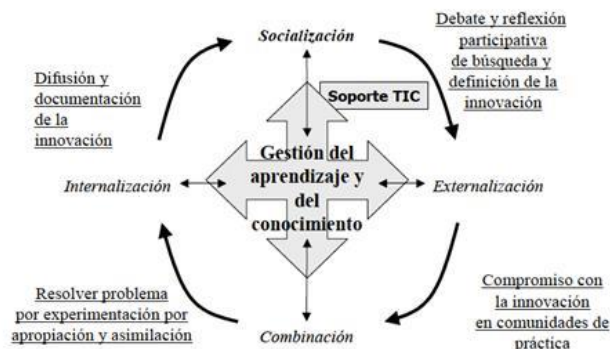 Socialización
Debate y reflexión
participativa
de búsqueda y
definición de la
innovación
Difusión y
documentación
de la
innovación
Soporte TIC
Gestión del
aprendizaje y
del
conocimiento
Internalización
Externalización
Resolver problema
por experimentación por
apropiación y asimilación
Combinación
Compromiso con
la innovación
en comunidades de
práctica